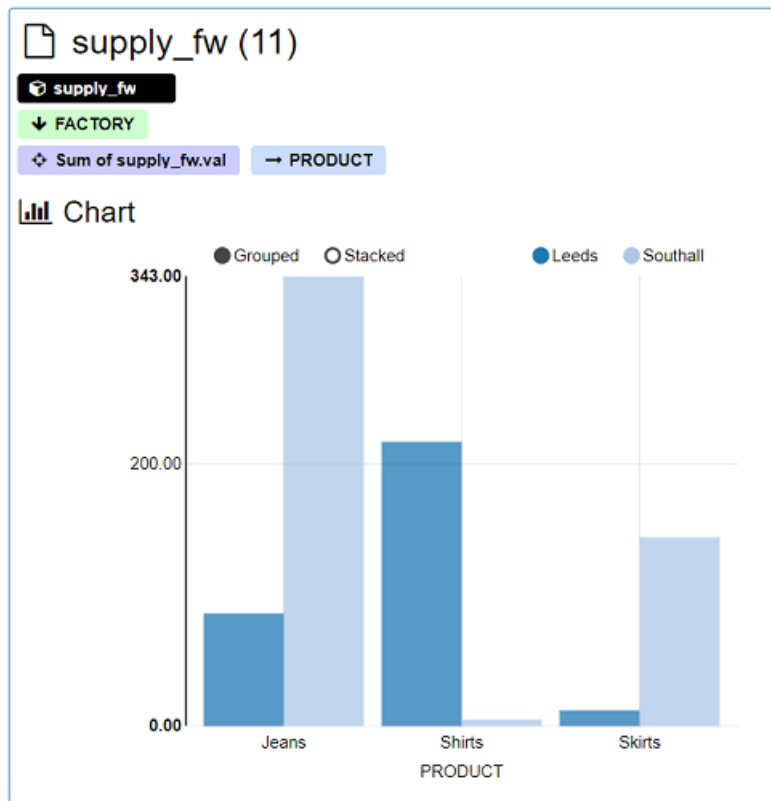 supply_fw (11)
supply_fw
FACTORY
Sum of supply_fw.val → PRODUCT
Chart
Grouped Stacked Leeds Southall
343.00
200.00
0.00
Jeans Shirts Skirts
PRODUCT